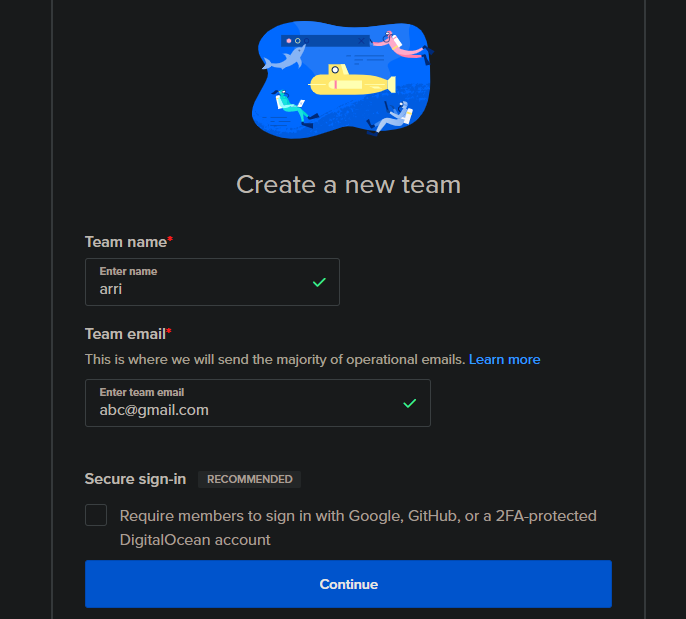 Create a new team
Team name*
Enter name
arri
Team email*
This is where we will send the majority of operational emails. Learn more
Enter team email
abc@gmail.com
Secure sign-in RECOMMENDED
Require members to sign in with Google, GitHub, or a 2FA-protected
DigitalOcean account
Continue